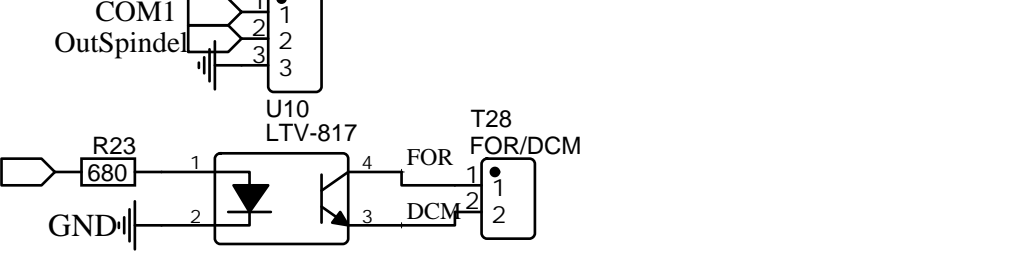 COM1
1
1
OutSpindel
2
2
3
3
U10
LTV-817
T28
FOR/DCM
R23
680
1
4
FOR
1
1
GND
2
3
DCM
2
2